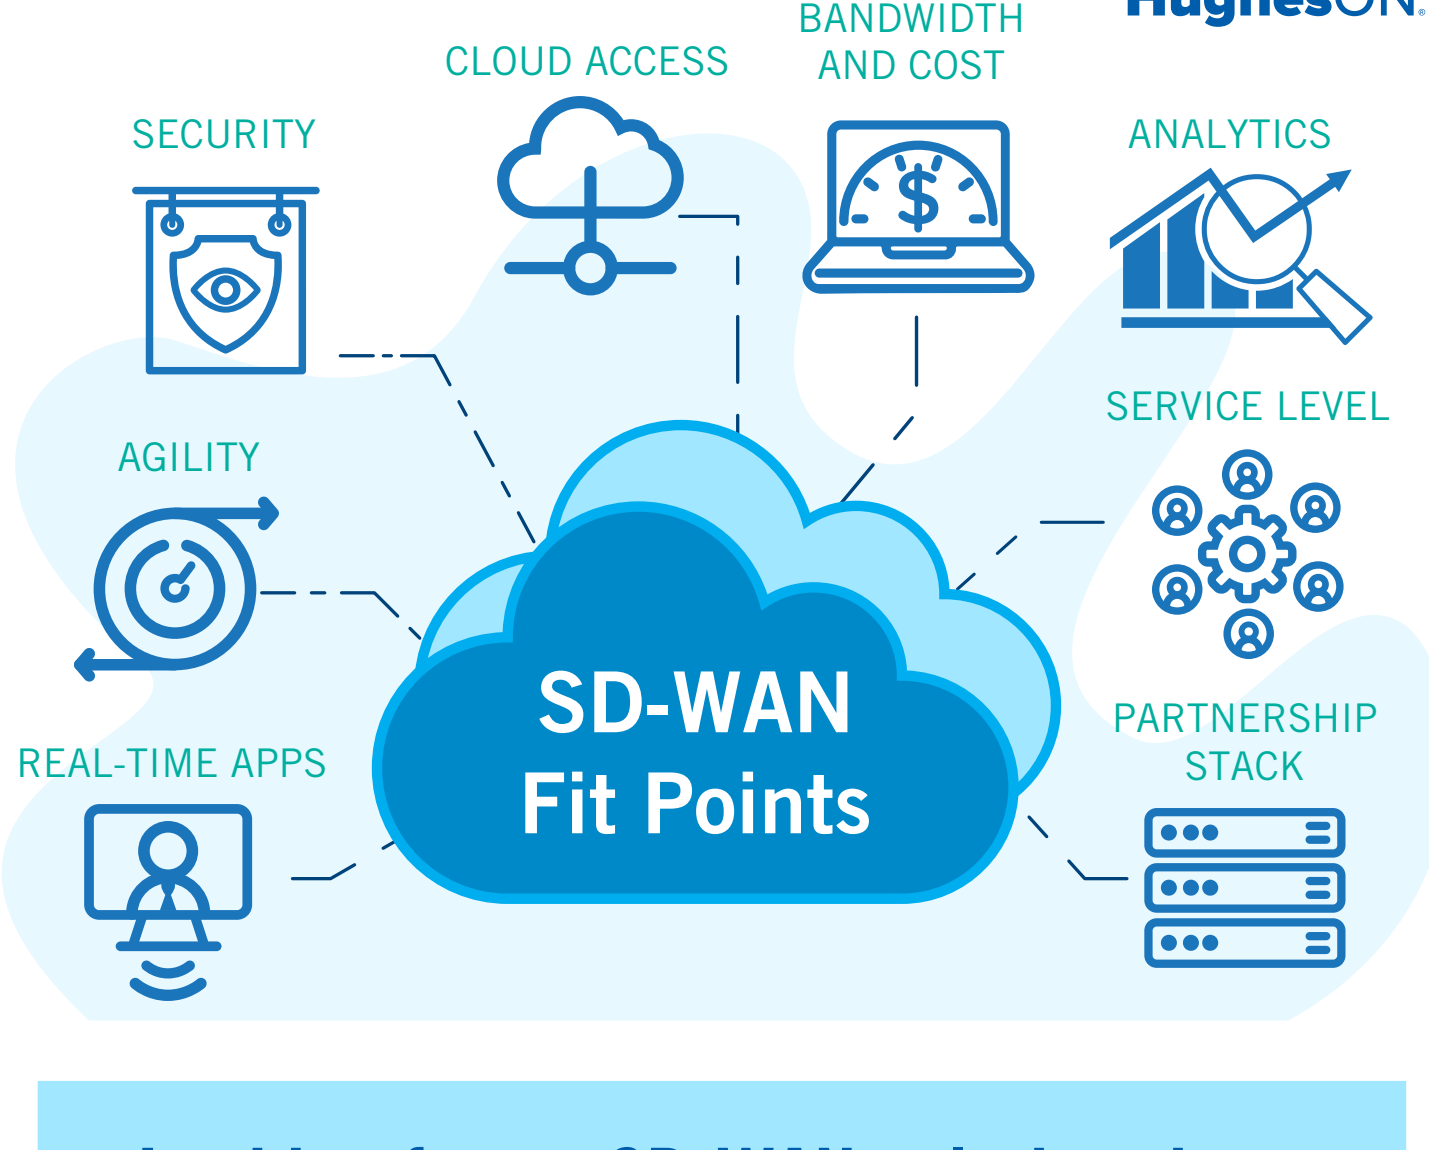 HughesON®
BANDWIDTH
AND COST
CLOUD ACCESS
SECURITY
ANALYTICS
$
SERVICE LEVEL
AGILITY
SD-WAN
Fit Points
PARTNERSHIP
STACK
REAL-TIME APPS